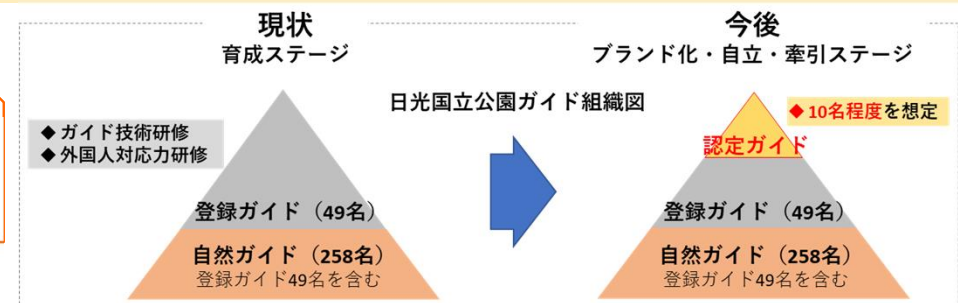 現状
育成ステージ
◆ ガイド技術研修
◆ 外国人対応力研修
登録ガイド（49名）
自然ガイド（258名）
登録ガイド49名を含む
日光国立公園ガイド組織図
今後
ブランド化・自立・牽引ステージ
◆ 10名程度を想定
認定ガイド
登録ガイド（49名）
自然ガイド（258名）
登録ガイド49名を含む